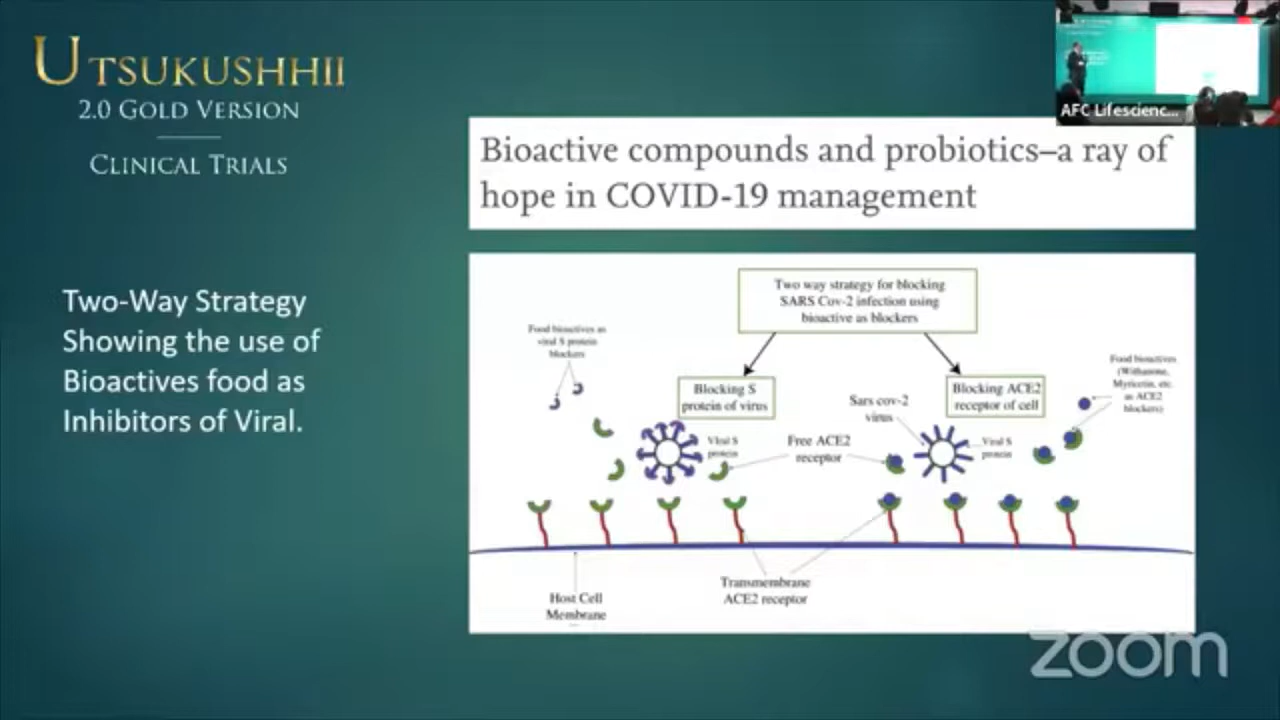 UTSUKUSHHII
2.0 GOLD VERSION
CLINICAL TRIALS
AFC Lifescienc...
Bioactive compounds and probiotics–a ray of
hope in COVID-19 management
Two-Way Strategy
Showing the use of
Bioactives food as
Inhibitors of Viral.
Two way strategy for blocking
SARS Cov-2 infection using
bioactive as blockers
Food bioactives as
viral S protein
blockers
Blocking S
protein of virus
Blocking ACE2
receptor of cell
Food bioactives
(Withanone,
Myricetin, etc.
as ACE2
blockers)
Sars cov-2
virus
Viral S
protein
Free ACE2
receptor
Viral S
protein
Transmembrane
ACE2 receptor
Host Cell
Membrane
zoom